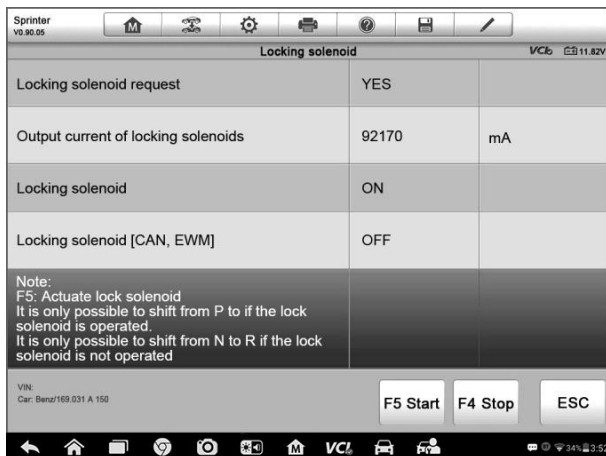 Sprinter
V0.90.05
Locking solenoid
VCI
11.82V
Locking solenoid request YES
Output current of locking solenoids 92170 mA
Locking solenoid ON
Locking solenoid [CAN, EWM] OFF
Note:
F5: Actuate lock solenoid
It is only possible to shift from P to if the lock
solenoid is operated.
It is only possible to shift from N to R if the lock
solenoid is not operated
VIN:
Car: Benz/169.031 A 150
F5 Start F4 Stop ESC
VCI 34% 3:52